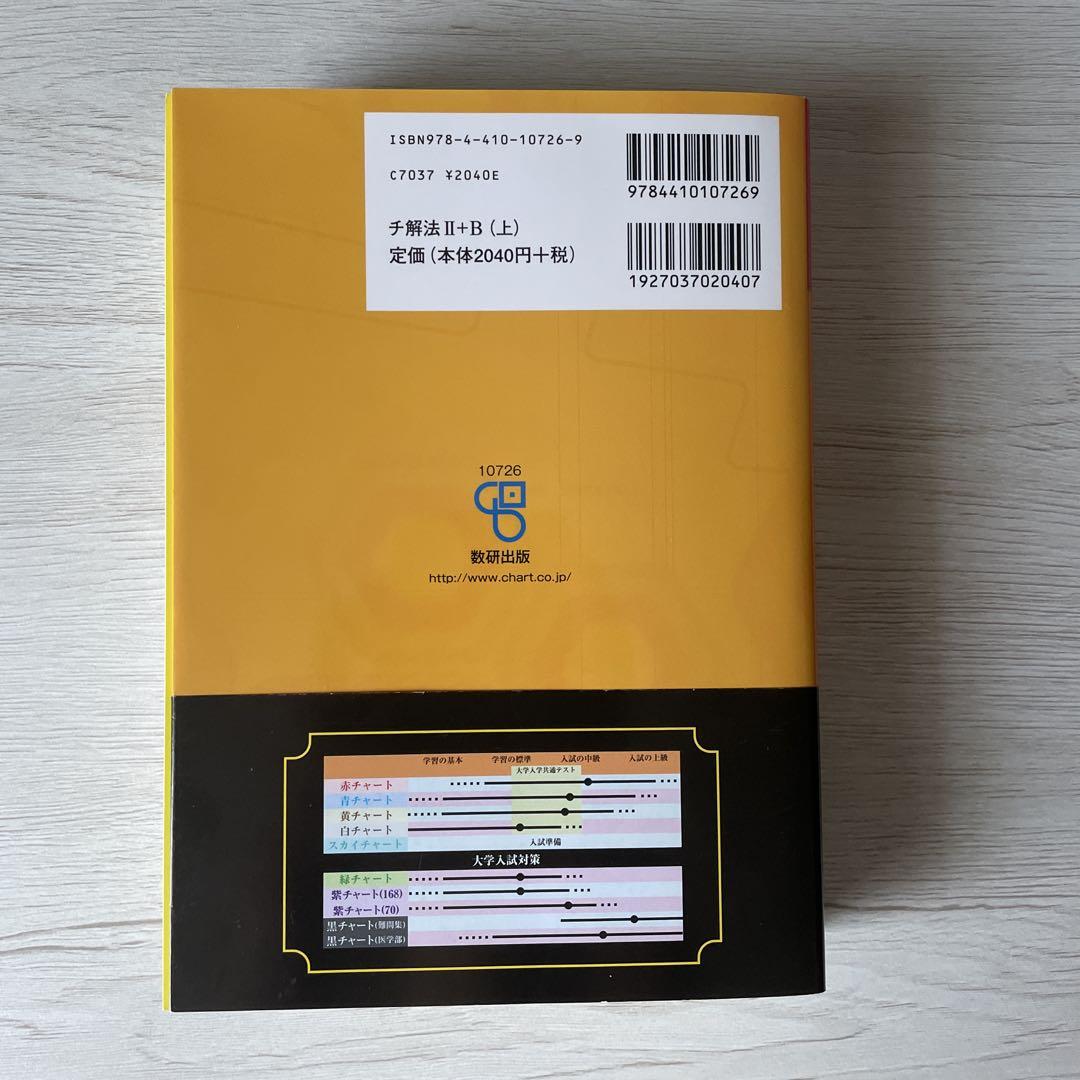 ISBN978-4-410-10726-9
C7037 ¥2040E
チ解法Ⅱ+B（上）
定価（本体2040円＋税）
9784410107269
1927037020407
10726
数研出版
http://www.chart.co.jp/
学習の基本 学習の標準 入試の中級 入試の上級
大学入学共通テスト
赤チャート
青チャート
黄チャート
白チャート
スカイチャート 入試準備
大学入試対策
緑チャート
紫チャート(168)
紫チャート(70)
黒チャート(難問集)
黒チャート(医学部)